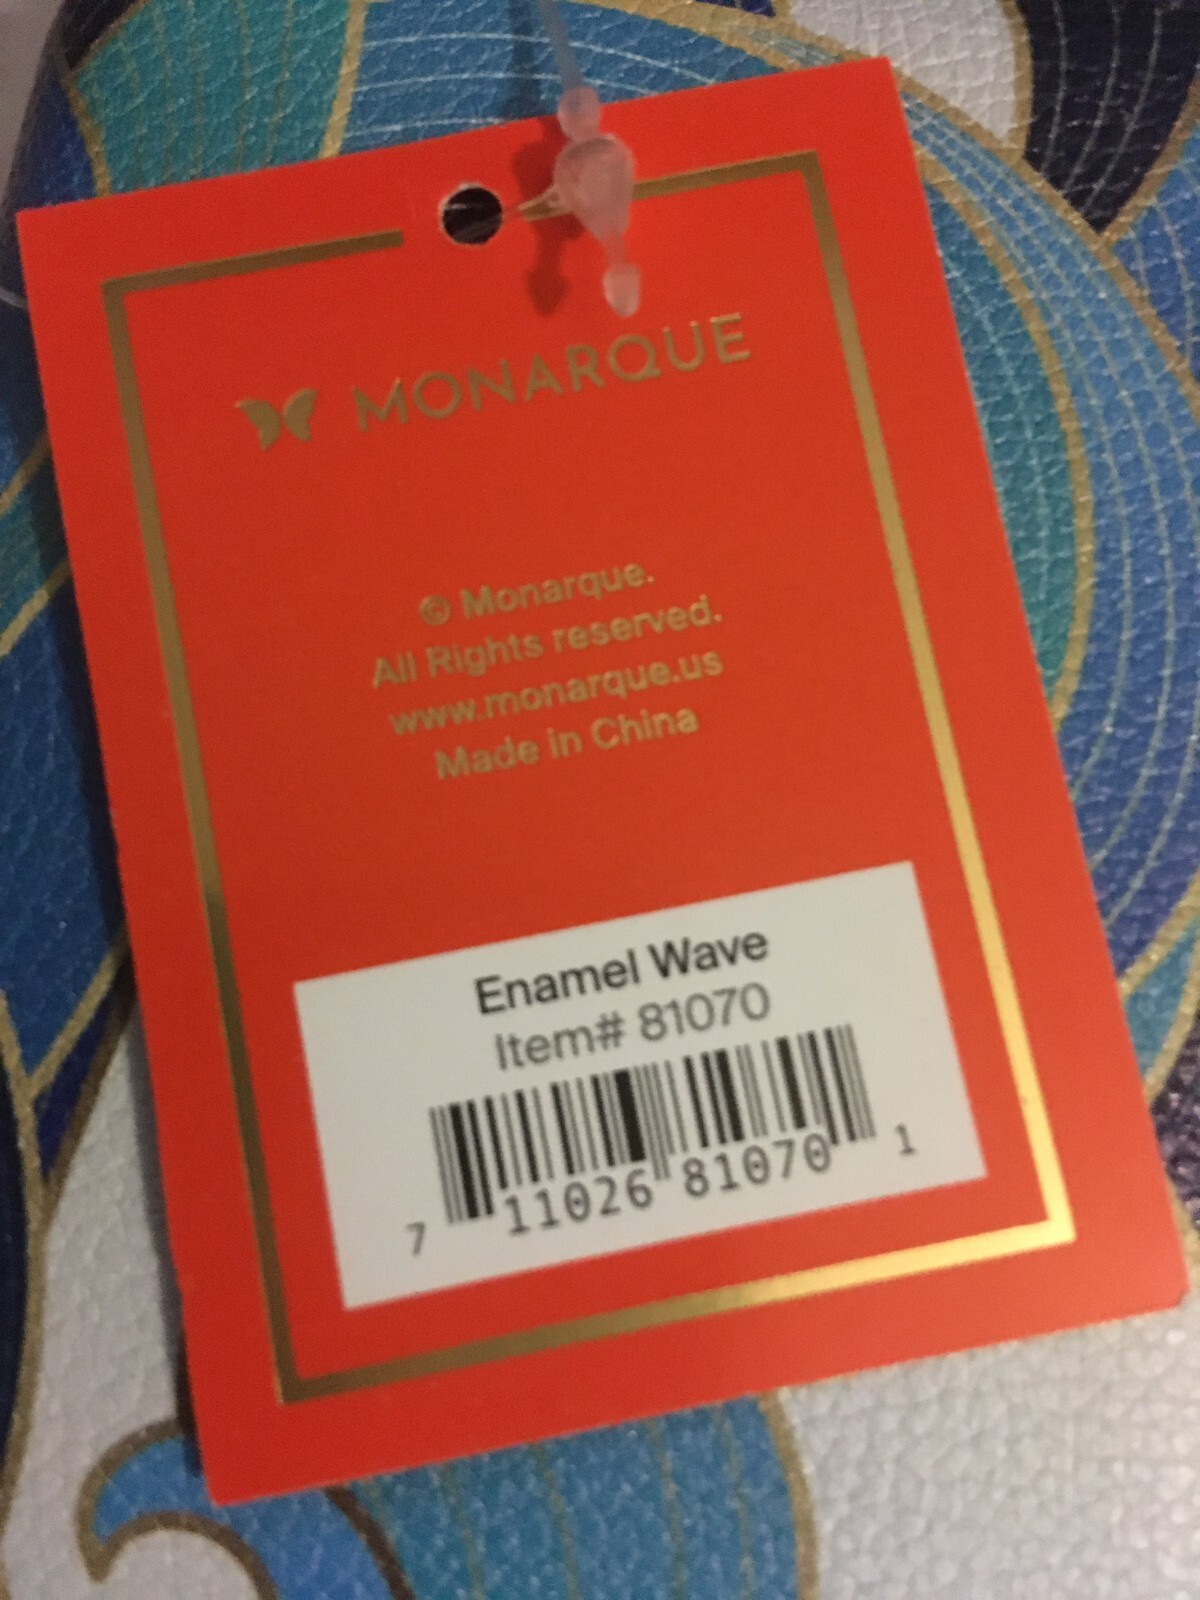 MONARQUE
© Monarque.
All Rights reserved.
www.monarque.us
Made in China
Enamel Wave
Item# 81070
7 11026 81070 1